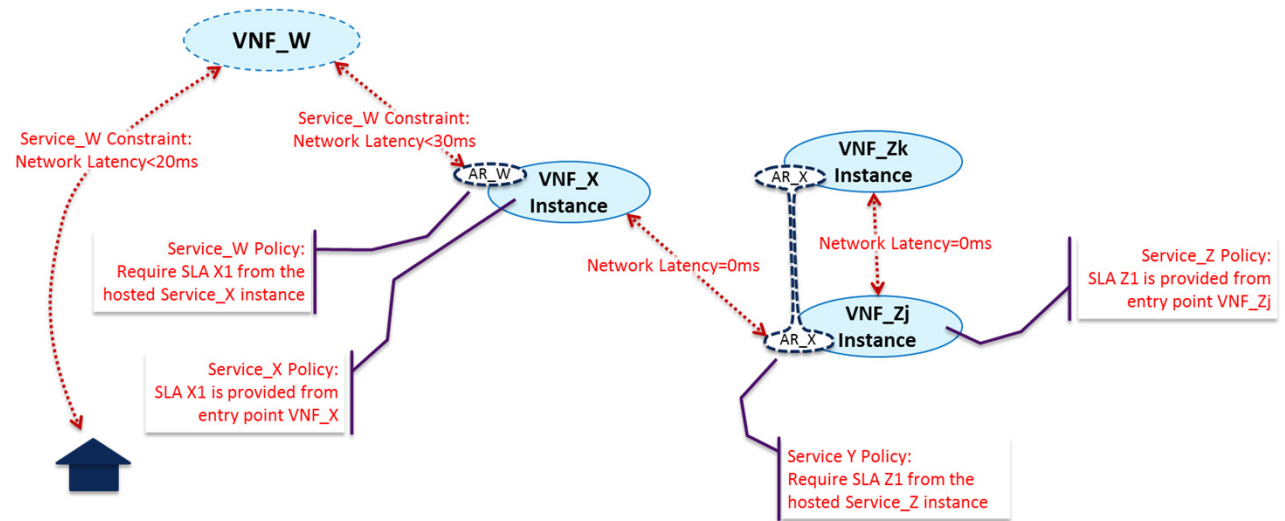 VNF_W
Service_W Constraint:
Network Latency<20ms
Service_W Constraint:
Network Latency<30ms
AR_W
VNF_X
Instance
VNF_Zk
Instance
AR_X
Service_W Policy:
Require SLA X1 from the
hosted Service_X instance
Network Latency=0ms
Network Latency=0ms
Service_Z Policy:
SLA Z1 is provided from
entry point VNF_Zj
VNF_Zj
Instance
AR_X
Service_X Policy:
SLA X1 is provided from
entry point VNF_X
Service Y Policy:
Require SLA Z1 from the
hosted Service_Z instance